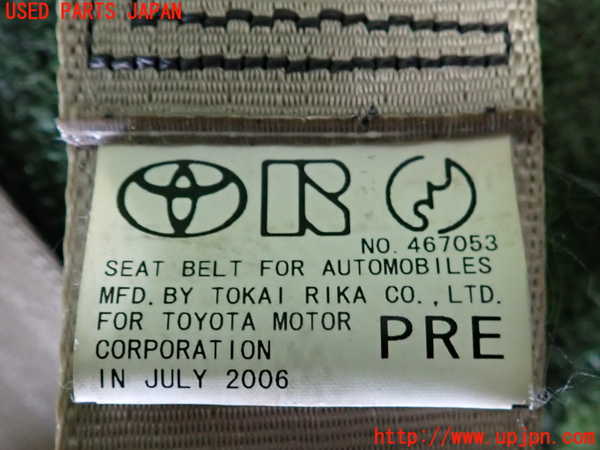 USED PARTS JAPAN
NO. 467053
SEAT BELT FOR AUTOMOBILES
MFD. BY TOKAI RIKA CO., LTD.
FOR TOYOTA MOTOR
CORPORATION
PRE
IN JULY 2006
http://www.upjpn.com/